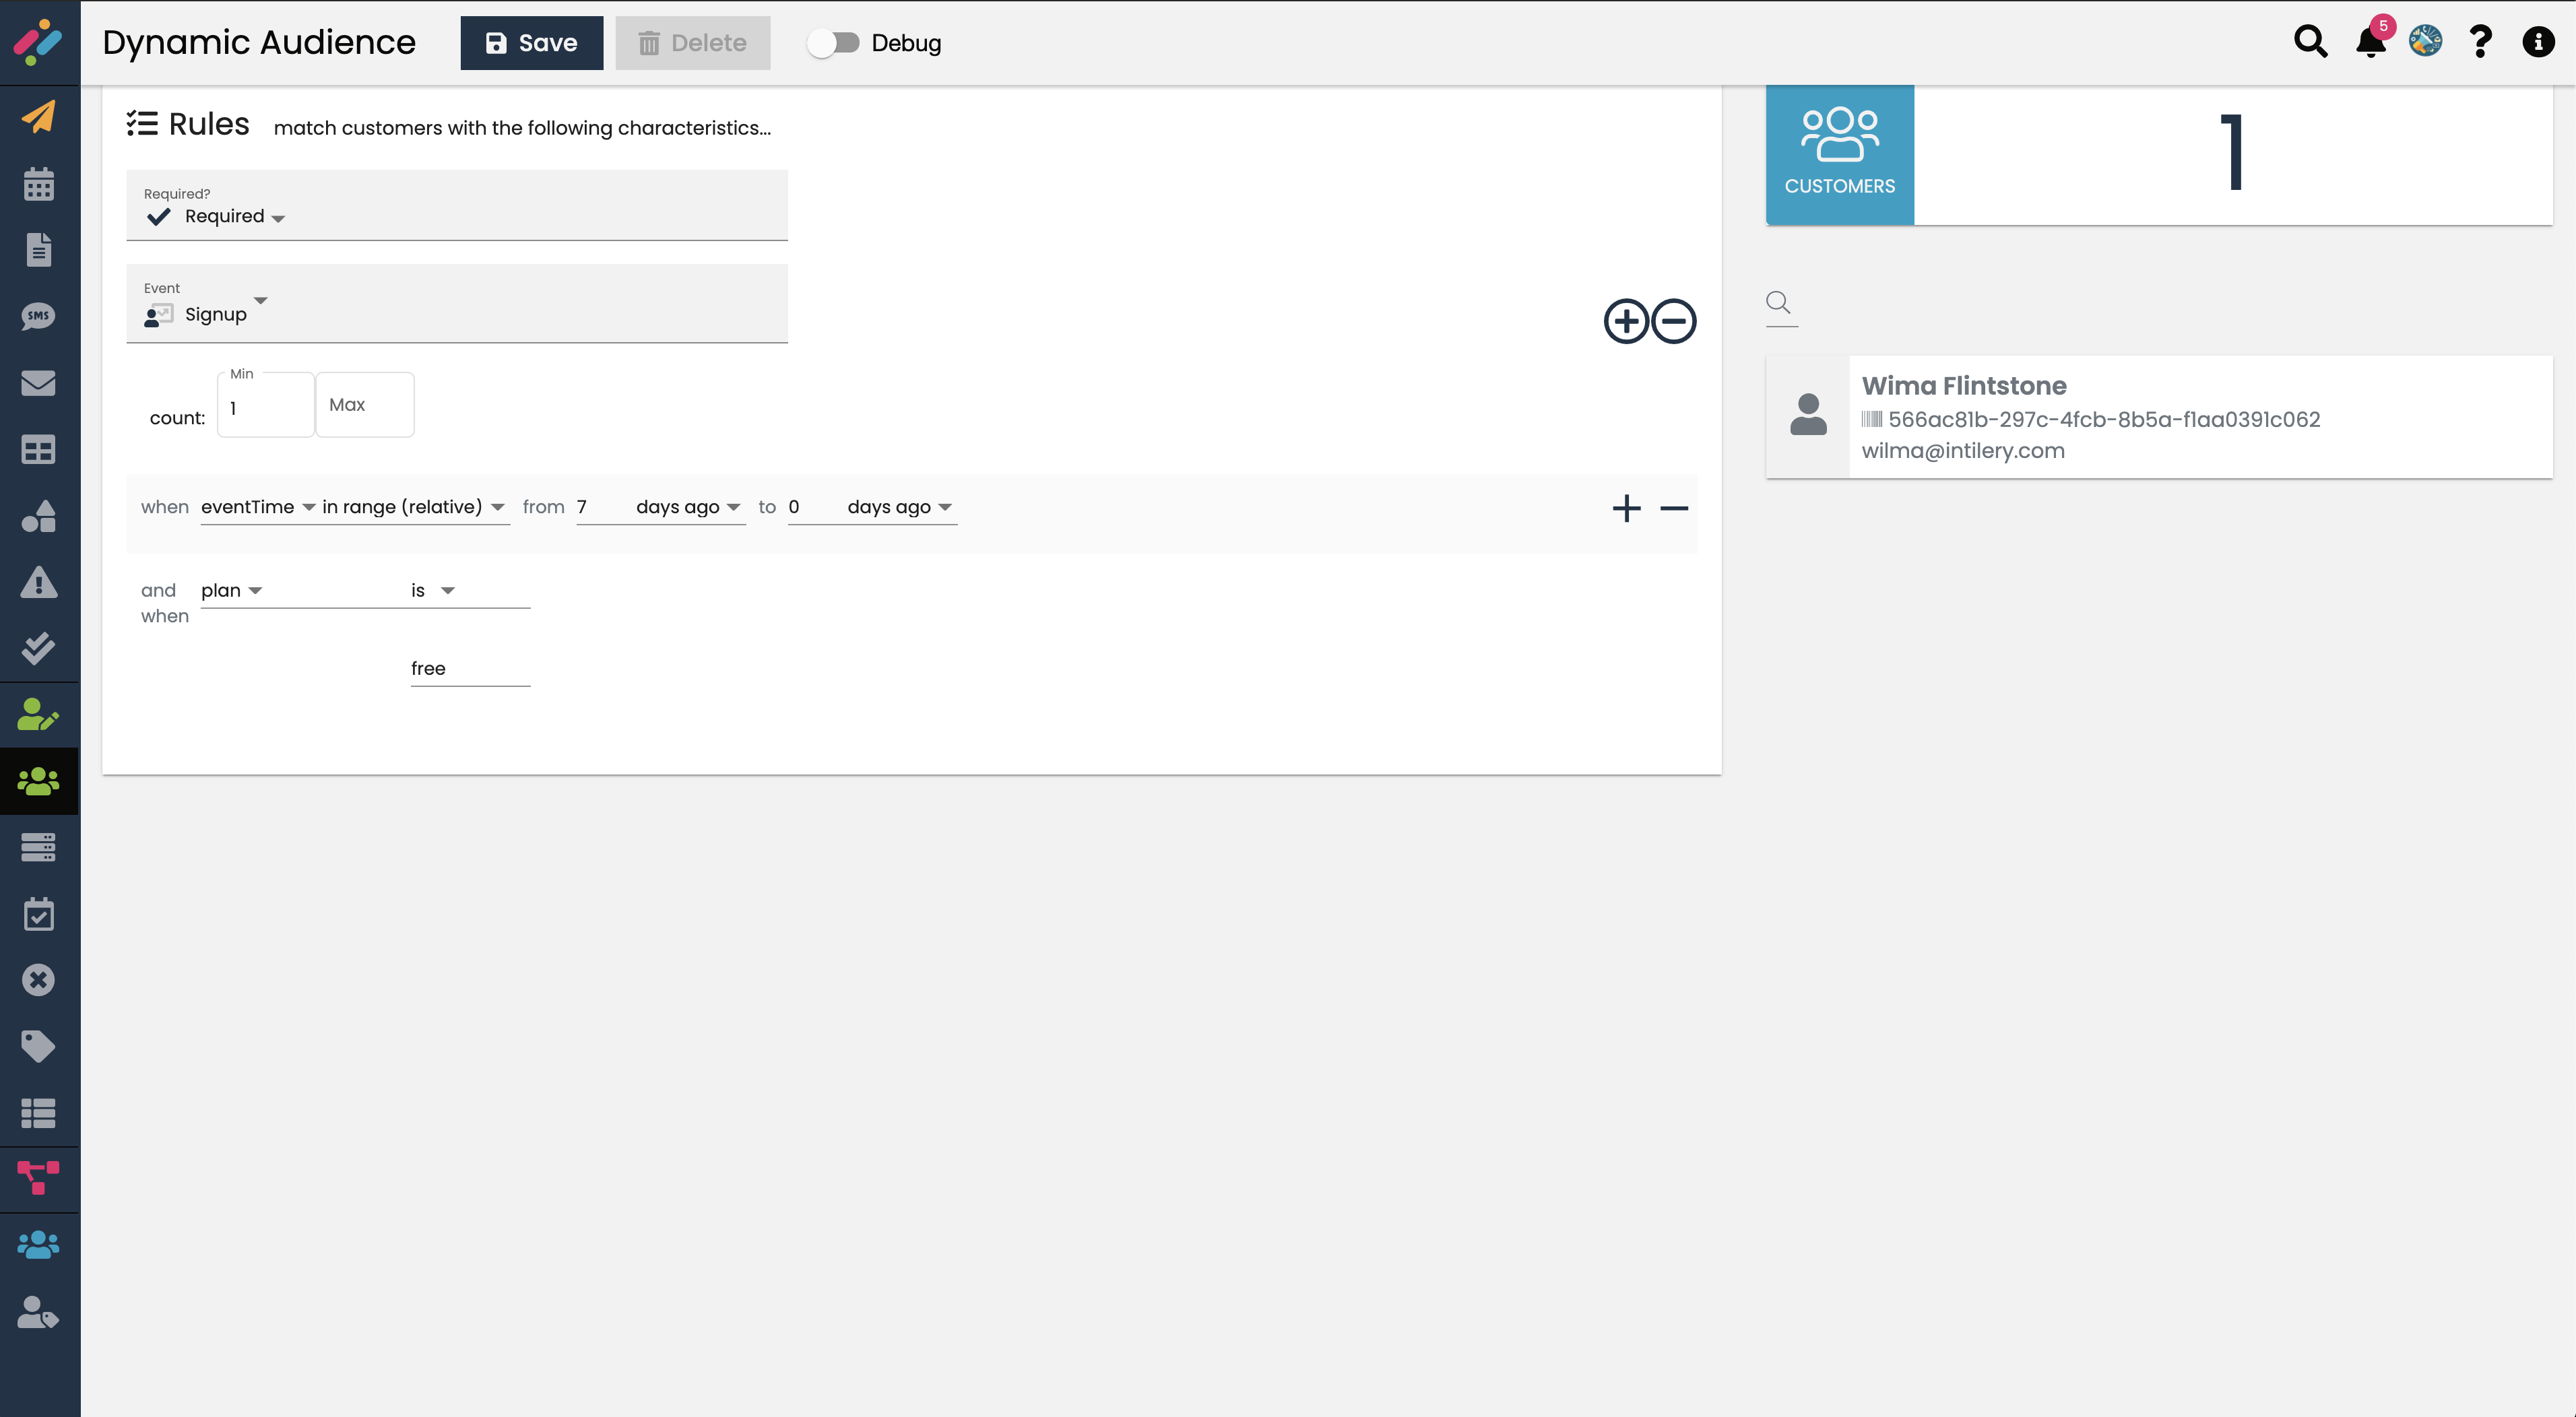 Dynamic Audience
Save
Delete
Debug
5
SMS
Rules
match customers with the following characteristics...
Required?
Required
Event
Signup
count:
Min
1
Max
when eventTime in range (relative) from 7 days ago to 0 days ago
and when
plan is
free
CUSTOMERS
1
Wima Flintstone
566ac81b-297c-4fcb-8b5a-f1aa0391c062
wilma@intilery.com